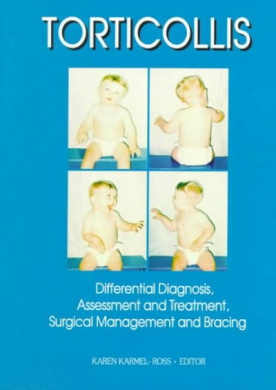 TORTICOLLIS
Differential Diagnosis,
Assessment and Treatment,
Surgical Management and Bracing
KAREN KARMEL-ROSS • EDITOR